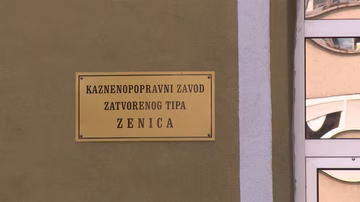 KAZNENOPOPRAVNI ZAVOD
ZATVORENOG TIPA
ZENICA